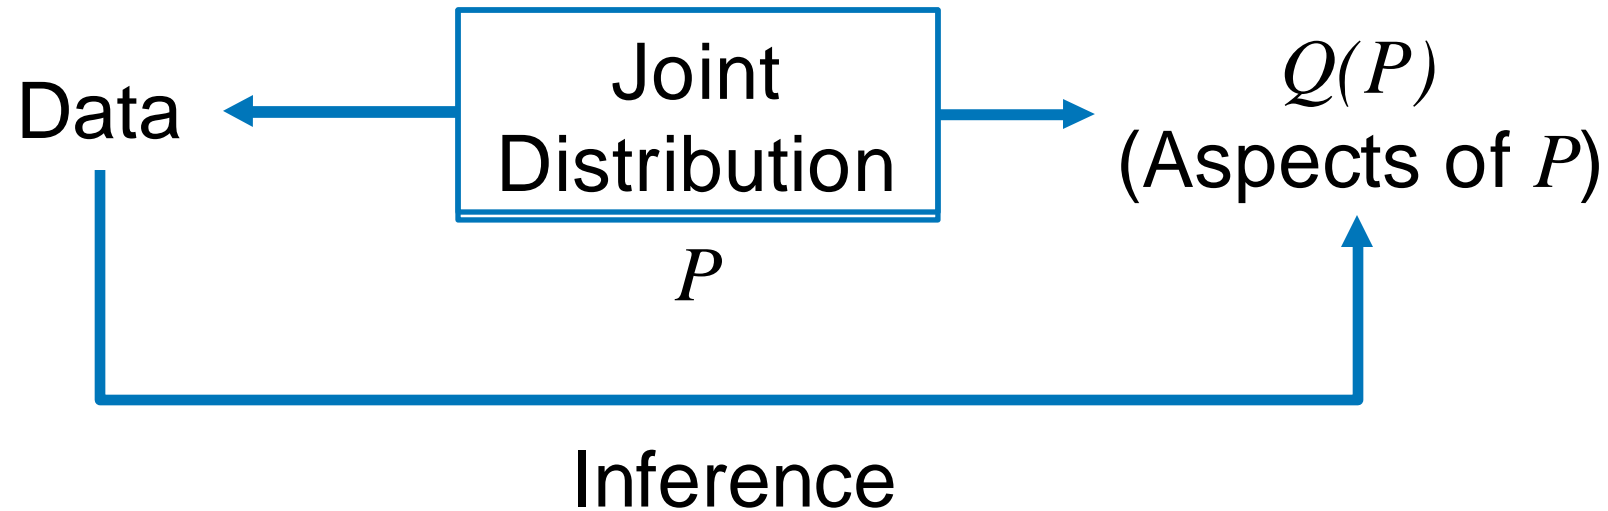 Data
Joint
Distribution
P
Q(P)
(Aspects of P)
Inference